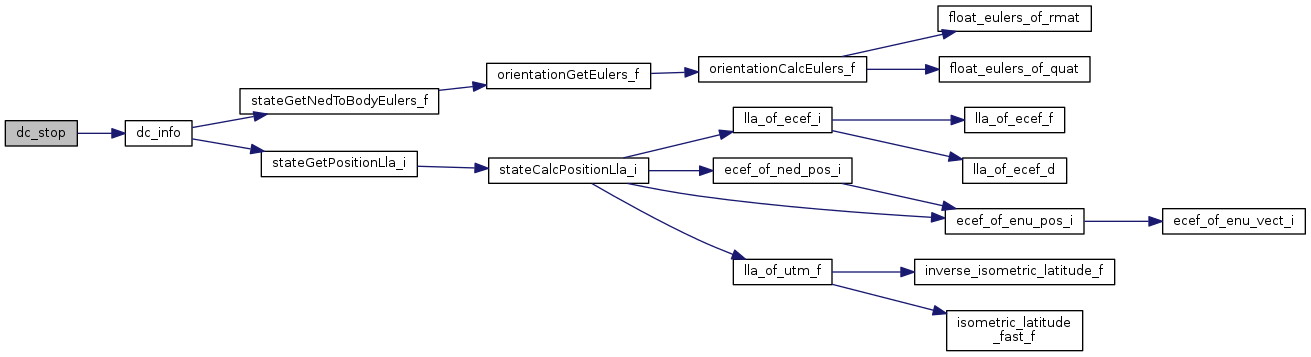 dc_stop
dc_info
stateGetNedToBodyEulers_f
stateGetPositionLla_i
orientationGetEulers_f
stateCalcPositionLla_i
orientationCalcEulers_f
float_eulers_of_rmat
float_eulers_of_quat
lla_of_ecef_i
lla_of_ecef_f
lla_of_ecef_d
ecef_of_ned_pos_i
ecef_of_enu_pos_i
ecef_of_enu_vect_i
lla_of_utm_f
inverse_isometric_latitude_f
isometric_latitude
_fast_f